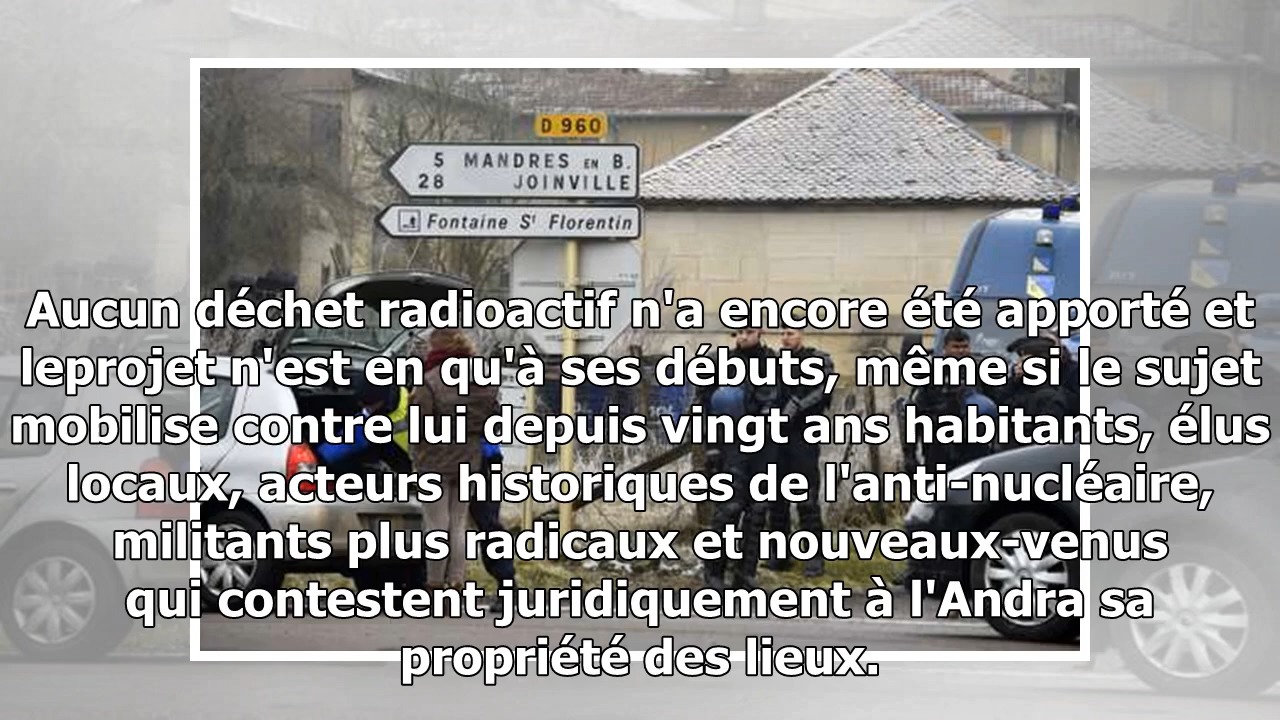 D 960
5 MANDRES EN B.
28 JOINVILLE
Fontaine St Florentin
Aucun déchet radioactif n'a encore été apporté et
leprojet n'est en qu'à ses débuts, même si le sujet
mobilise contre lui depuis vingt ans habitants, élus
locaux, acteurs historiques de l'anti-nucléaire,
militants plus radicaux et nouveaux-venus
qui contestent juridiquement à l'Andra sa
propriété des lieux.